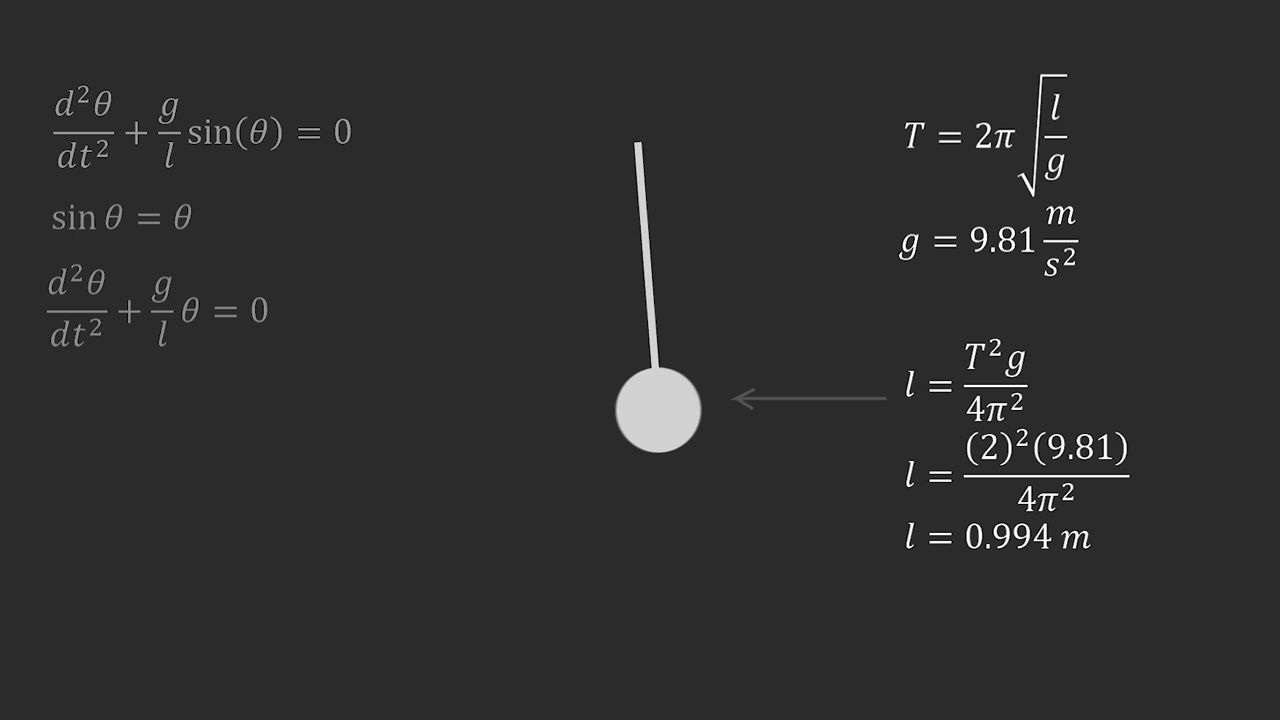 d²θ/dt² + g/l sin(θ) = 0
sin θ = θ
d²θ/dt² + g/l θ = 0
T = 2π √(l/g)
g = 9.81 m/s²
l = T²g/4π²
l = (2)²(9.81)/4π²
l = 0.994 m